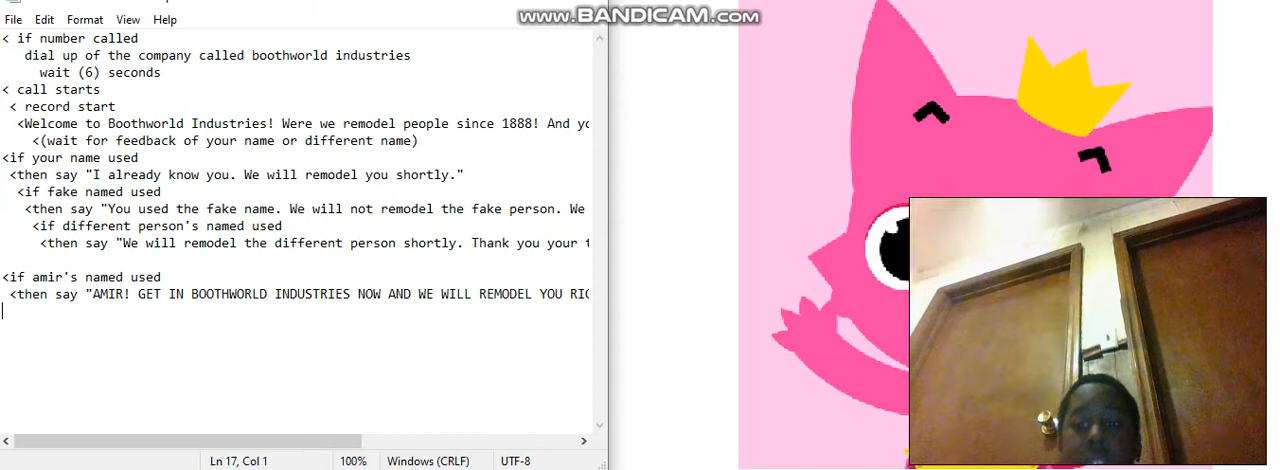 www.BANDICAM.com
File Edit Format View Help
< if number called
dial up of the company called boothworld industries
wait (6) seconds
< call starts
< record start
<Welcome to Boothworld Industries! Were we remodel people since 1888! And yo
<(wait for feedback of your name or different name)
<if your name used
<then say "I already know you. We will remodel you shortly."
<if fake named used
<then say "You used the fake name. We will not remodel the fake person. We
<if different person's named used
<then say "We will remodel the different person shortly. Thank you your t
<if amir's named used
<then say "AMIR! GET IN BOOTHWORLD INDUSTRIES NOW AND WE WILL REMODEL YOU RIG
Ln 17, Col 1 100% Windows (CRLF) UTF-8